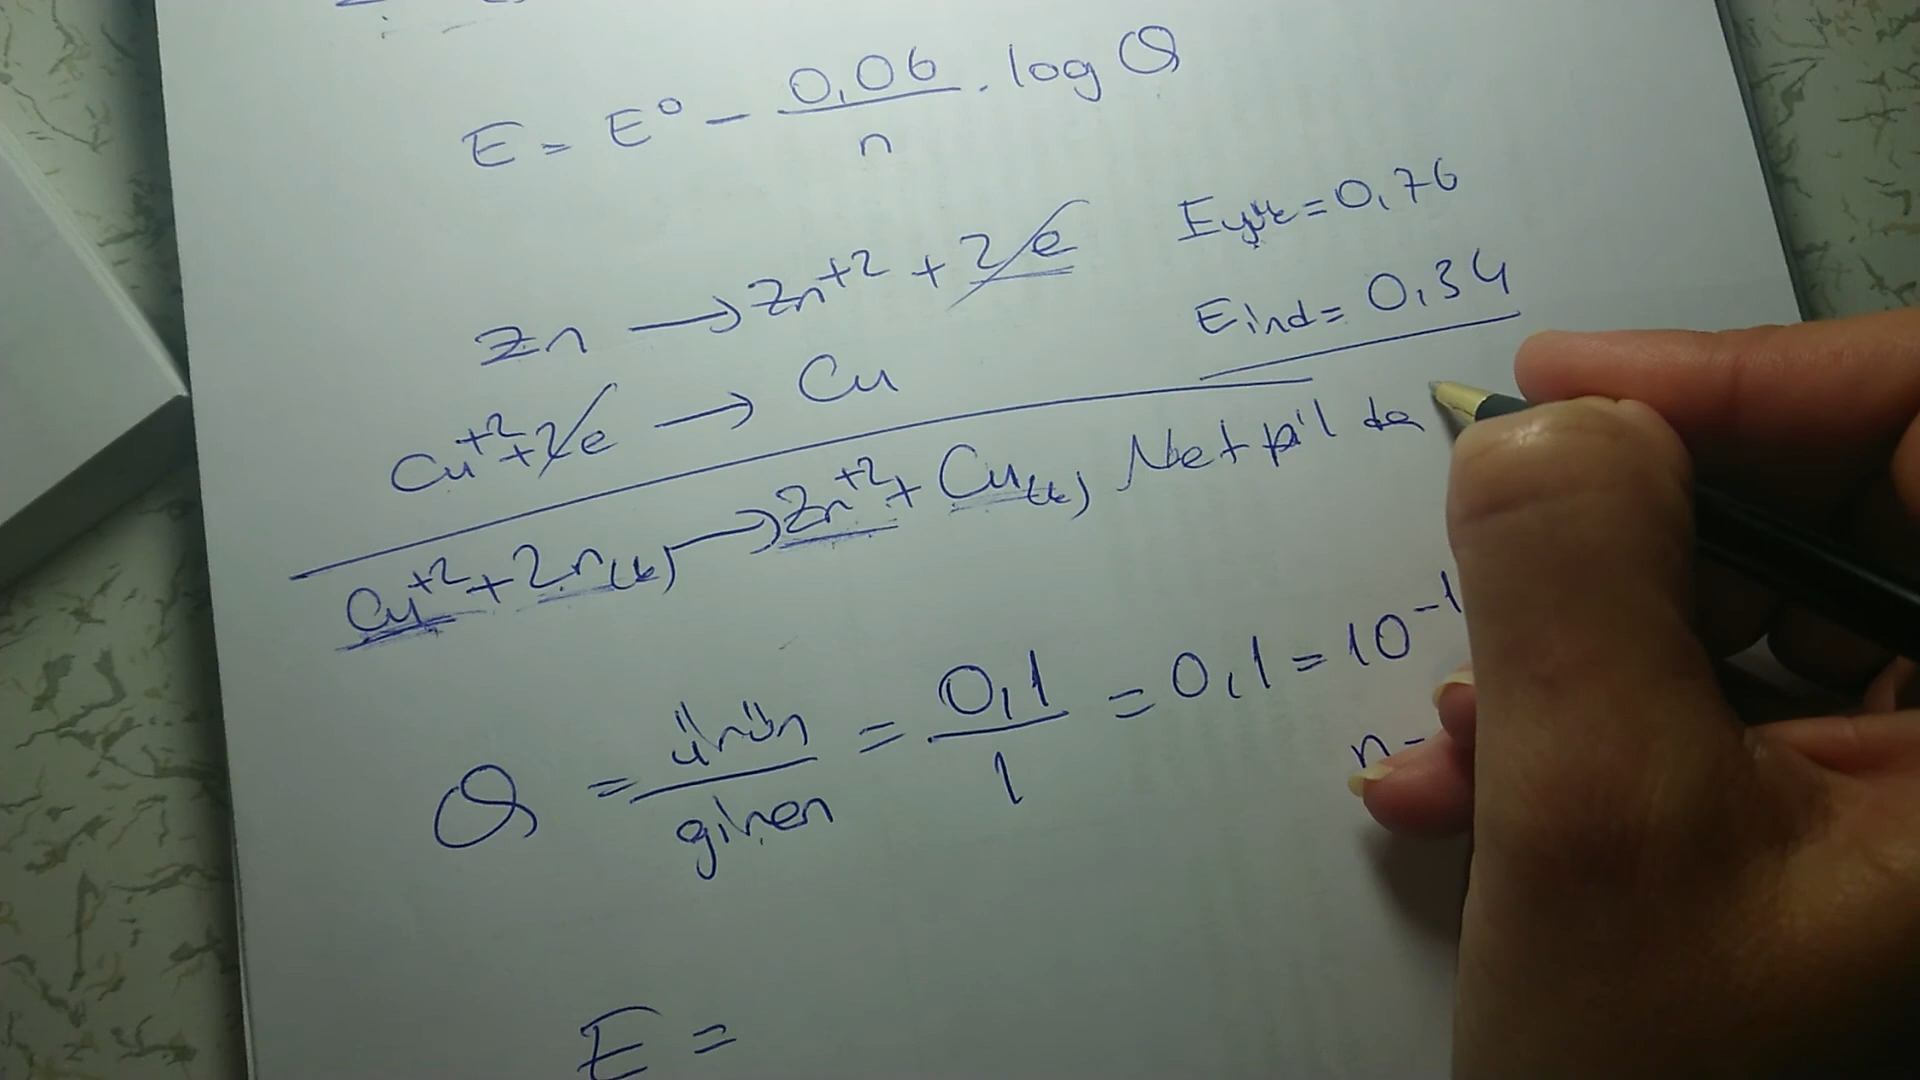 E = E⁰ - 0,06 / n . log Q
Zn → Zn⁺² + 2e Eyük = 0,76
Cu⁺² + 2e → Cu Eind = 0,34
Cu⁺² + Zn(k) → Zn⁺² + Cu(k) Net pil de
Q = ürün / giren = 0,1 / 1 = 0,1 = 10⁻¹
n -
E =